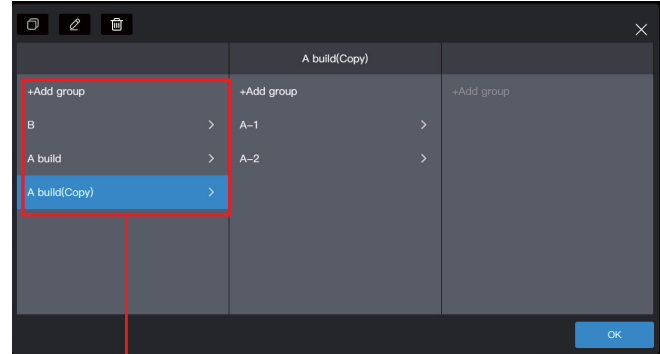 A build(Copy)
+Add group
B
A build
A build(Copy)
+Add group
A-1
A-2
+Add group
OK